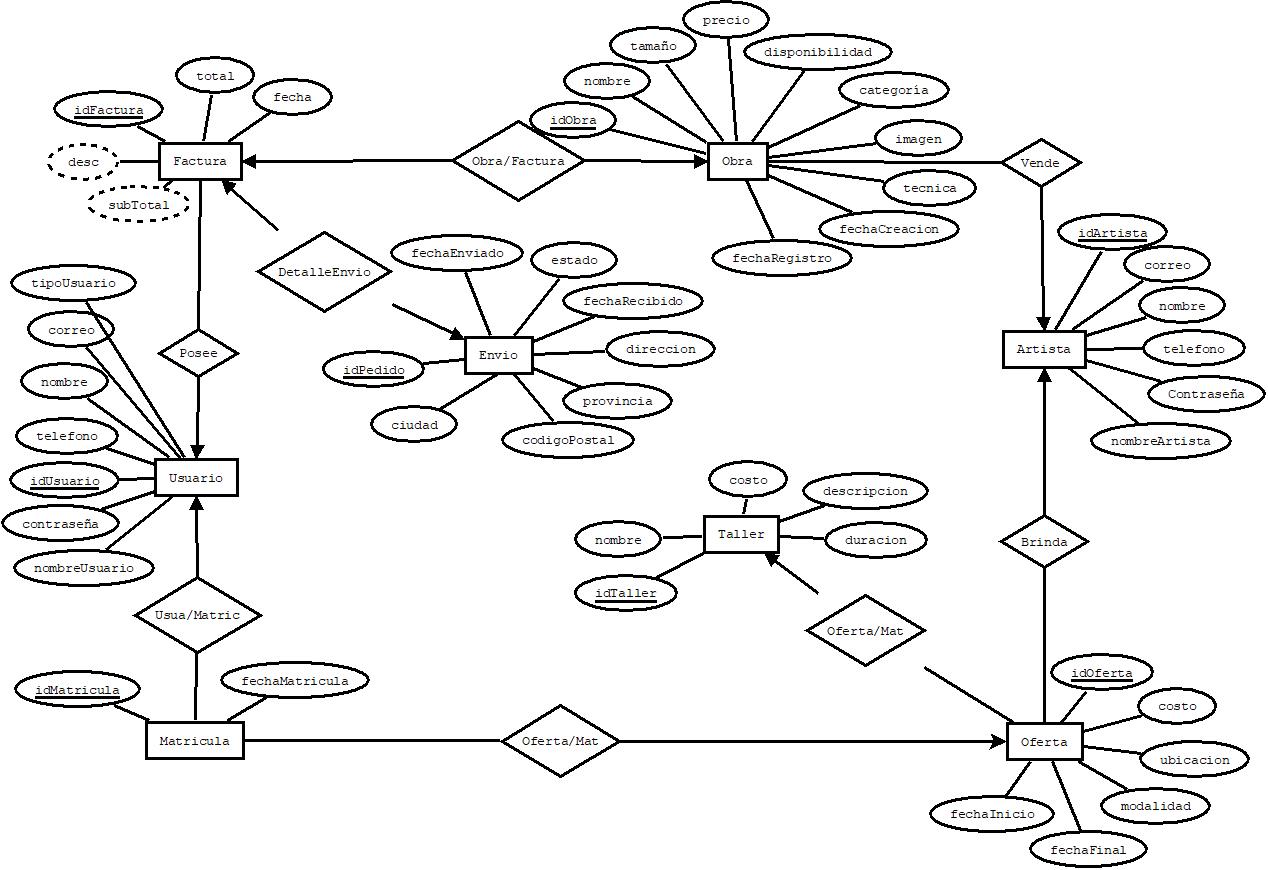 precio
tamaño
disponibilidad
total
nombre
categoría
fecha
idFactura
idObra
imagen
desc
Factura
Obra/Factura
Obra
Vende
tecnica
subTotal
fechaCreacion
idArtista
fechaEnviado
fechaRegistro
estado
correo
DetalleEnvio
tipoUsuario
fechaRecibido
nombre
correo
direccion
telefono
Posee
Envio
Artista
idPedido
nombre
provincia
Contraseña
ciudad
codigoPostal
nombreArtista
telefono
Usuario
idUsuario
costo
descripcion
contraseña
Taller
nombre
duracion
Brinda
nombreUsuario
idTaller
Usua/Matric
Oferta/Mat
idMatricula
fechaMatricula
idOferta
costo
Matricula
Oferta/Mat
Oferta
ubicacion
modalidad
fechaInicio
fechaFinal